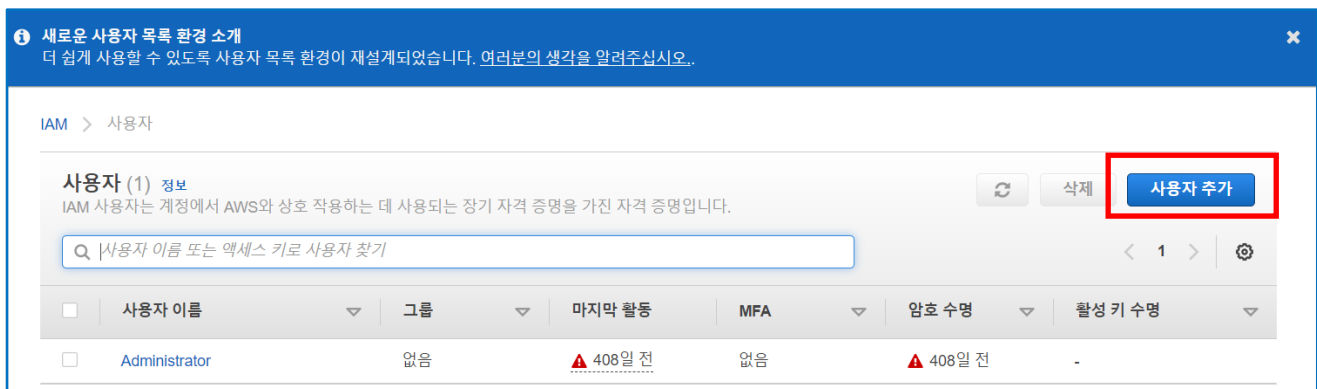 새로운 사용자 목록 환경 소개
더 쉽게 사용할 수 있도록 사용자 목록 환경이 재설계되었습니다. 여러분의 생각을 알려주십시오..
IAM > 사용자
사용자 (1) 정보
삭제 사용자 추가
IAM 사용자는 계정에서 AWS와 상호 작용하는 데 사용되는 장기 자격 증명을 가진 자격 증명입니다.
사용자 이름 또는 액세스 키로 사용자 찾기
< 1 >
사용자 이름 그룹 마지막 활동 MFA 암호 수명 활성 키 수명
Administrator 없음 408일 전 없음 408일 전 -